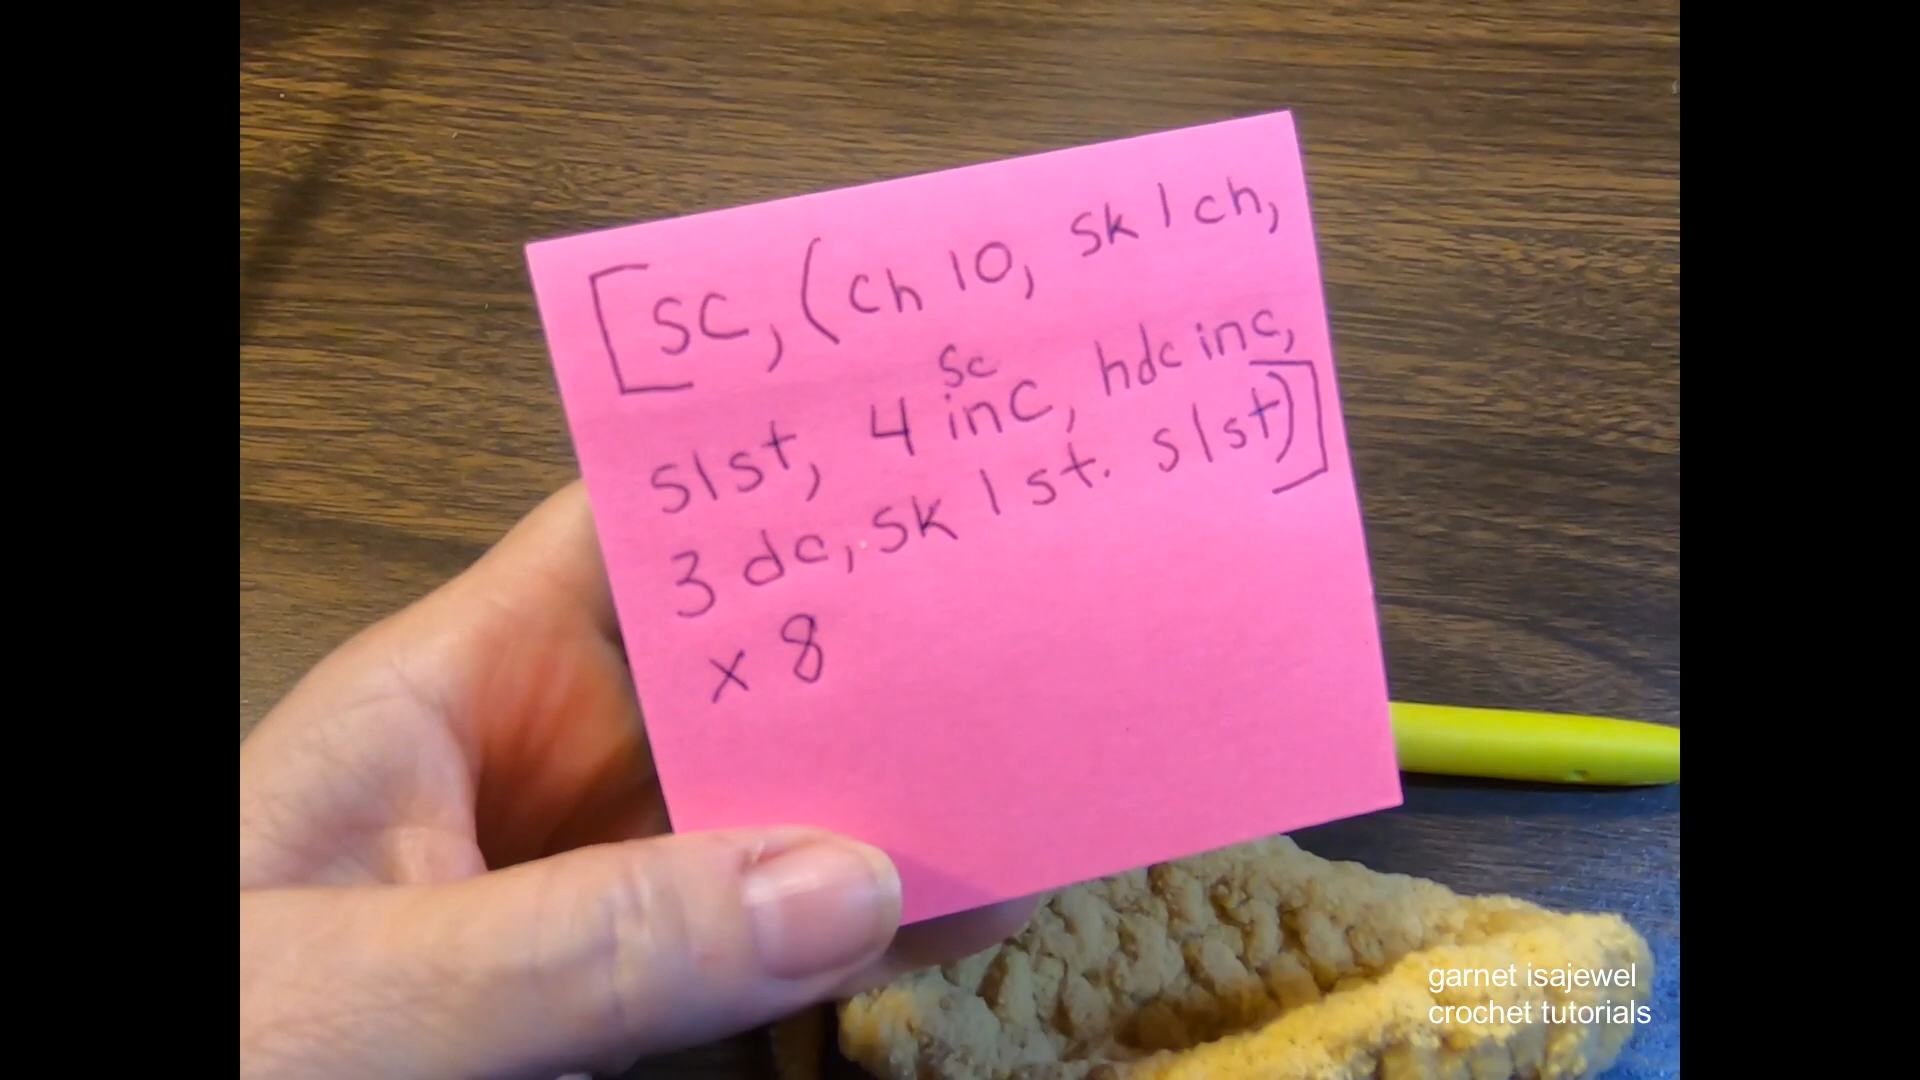 [SC, (ch 10, sk 1 ch,
slst, 4 sc inc, hdc inc,
3 dc, sk 1 st. slst)]
x 8
garnet isajewel
crochet tutorials